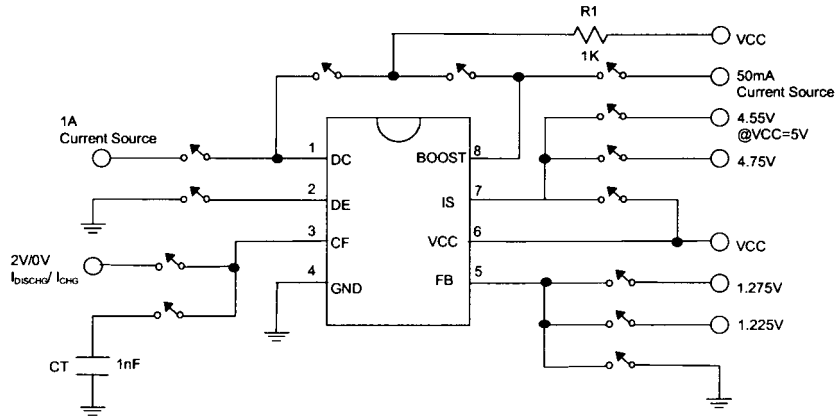 R1
VCC
1K
50mA
Current Source
1A
Current Source
4.55V
@VCC=5V
1 DC BOOST 8
4.75V
2 DE IS 7
2V/0V
I_DISCHG/ I_CHG
3 CF VCC 6
VCC
4 GND FB 5
1.275V
1.225V
CT 1nF